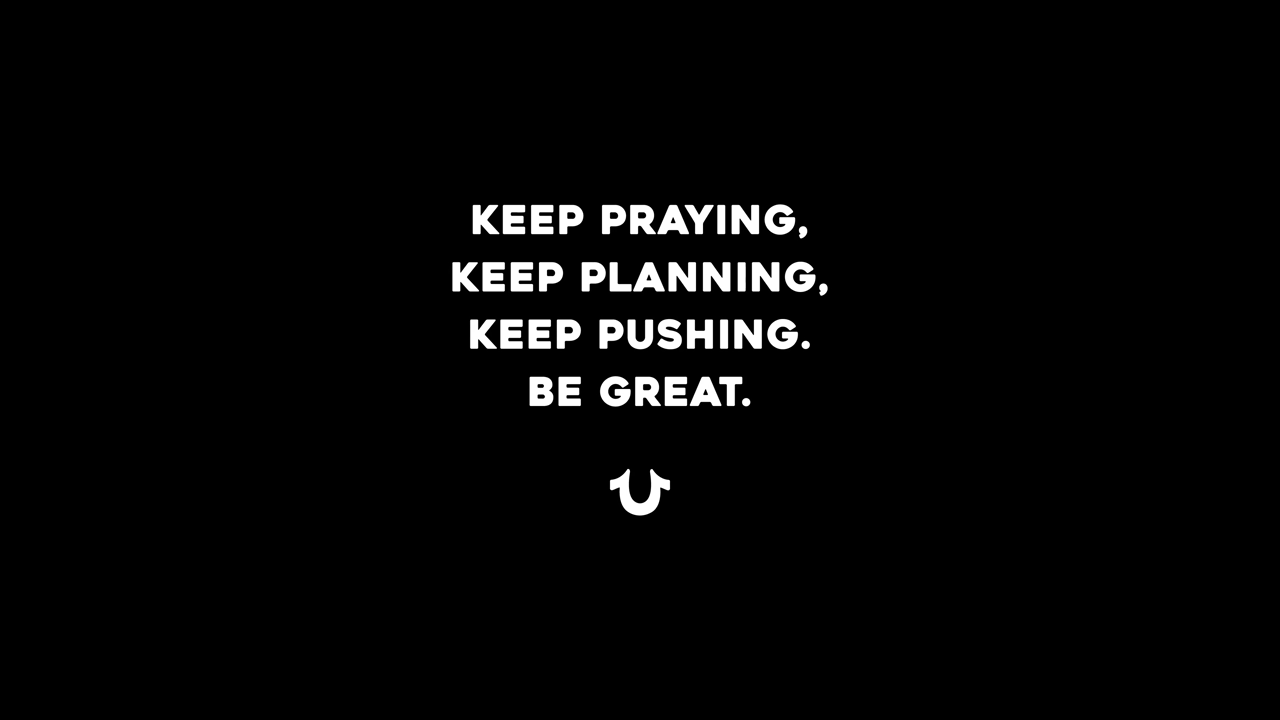 KEEP PRAYING,
KEEP PLANNING,
KEEP PUSHING.
BE GREAT.